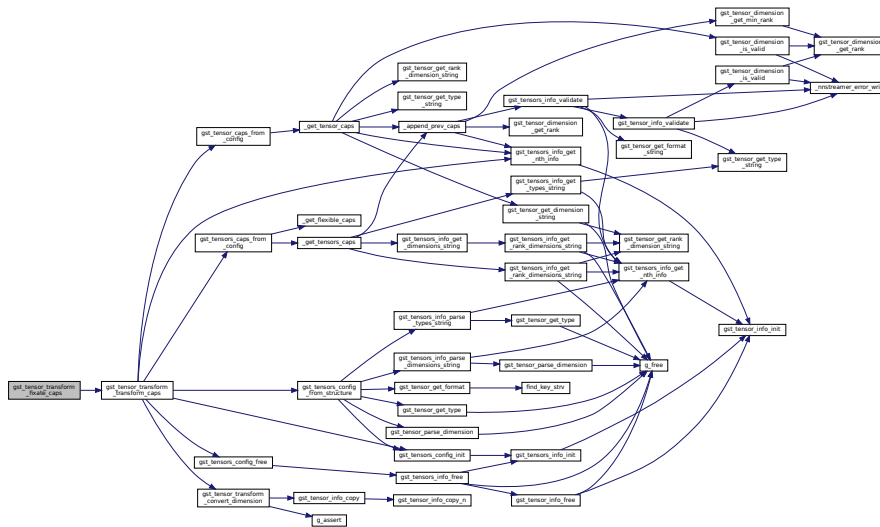 gst_tensor_dimension
_get_min_rank
gst_tensor_dimension
_is_valid
gst_tensor_dimension
_get_rank
gst_tensor_get_rank
_dimension_string
gst_tensor_dimension
_is_valid
_nnstreamer_error_wri
gst_tensor_get_type
_string
gst_tensors_info_validate
gst_tensor_caps_from
_config
_get_tensor_caps
_append_prev_caps
gst_tensor_dimension
_get_rank
gst_tensor_info_validate
gst_tensor_get_format
_string
gst_tensors_info_get
_nth_info
gst_tensor_get_type
_string
gst_tensors_info_get
_types_string
gst_tensor_get_dimension
_string
_get_flexible_caps
gst_tensors_caps_from
_config
_get_tensors_caps
gst_tensors_info_get
_dimensions_string
gst_tensors_info_get
_rank_dimensions_string
gst_tensor_get_rank
_dimension_string
gst_tensors_info_get
_rank_dimensions_string
gst_tensors_info_get
_nth_info
gst_tensors_info_parse
_types_string
gst_tensor_get_type
gst_tensor_info_init
gst_tensors_info_parse
_dimensions_string
gst_tensor_parse_dimension
g_free
gst_tensor_transform
_fixate_caps
gst_tensor_transform
_transform_caps
gst_tensors_config
_from_structure
gst_tensor_get_format
find_key_strv
gst_tensor_get_type
gst_tensor_parse_dimension
gst_tensors_config_init
gst_tensors_info_init
gst_tensors_config_free
gst_tensors_info_free
gst_tensor_transform
_convert_dimension
gst_tensor_info_copy
gst_tensor_info_copy_n
gst_tensor_info_free
g_assert